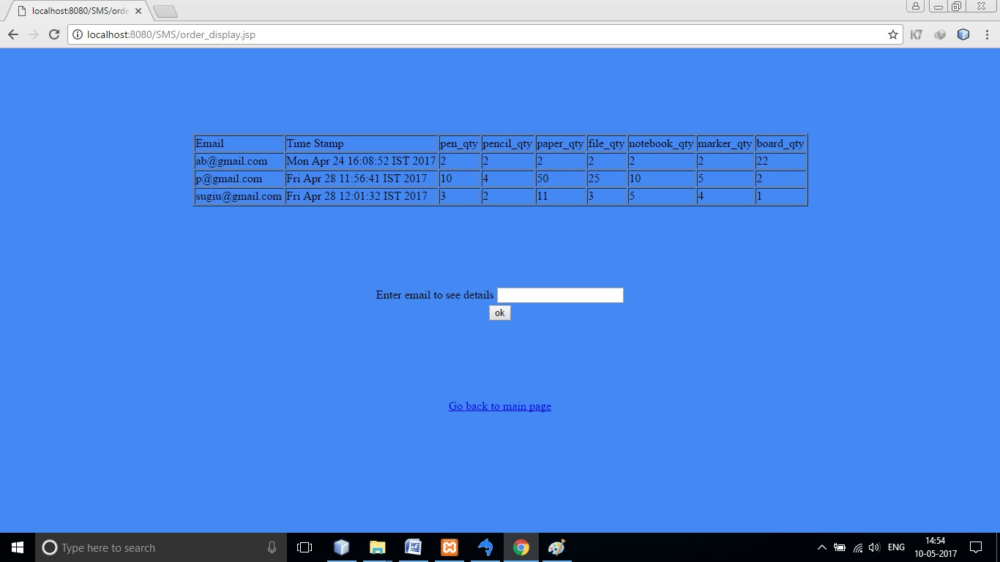 localhost:8080/SMS/orde
localhost:8080/SMS/order_display.jsp
K7
Email Time Stamp pen_qty pencil_qty paper_qty file_qty notebook_qty marker_qty board_qty
ab@gmail.com Mon Apr 24 16:08:52 IST 2017 2 2 2 2 2 2 22
p@gmail.com Fri Apr 28 11:56:41 IST 2017 10 4 50 25 10 5 2
sugiu@gmail.com Fri Apr 28 12:01:32 IST 2017 3 2 11 3 5 4 1
Enter email to see details
ok
Go back to main page
Type here to search
ENG
14:54
10-05-2017